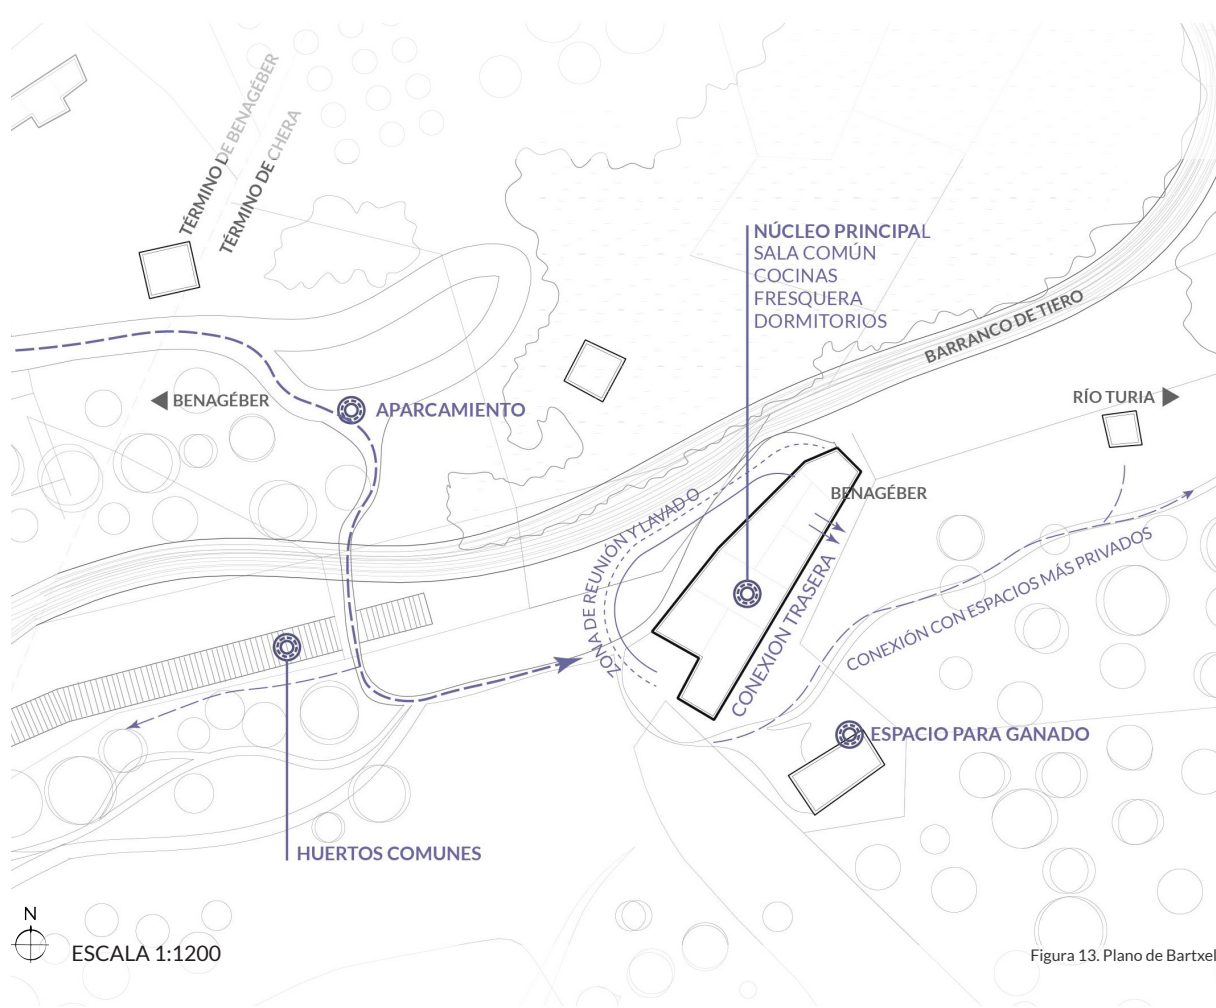 TÉRMINO DE BENAGÉBER
TÉRMINO DE CHERA
NÚCLEO PRINCIPAL
SALA COMÚN
COCINAS
FRESQUERA
DORMITORIOS
BARRANCO DE TIERO
BENAGÉBER
APARCAMIENTO
RÍO TURIA
BENAGÉBER
ZONA DE REUNIÓN Y LAVAD O
CONEXION TRASERA
CONEXIÓN CON ESPACIOS MÁS PRIVADOS
ESPACIO PARA GANADO
HUERTOS COMUNES
N
ESCALA 1:1200
Figura 13. Plano de Bartxel